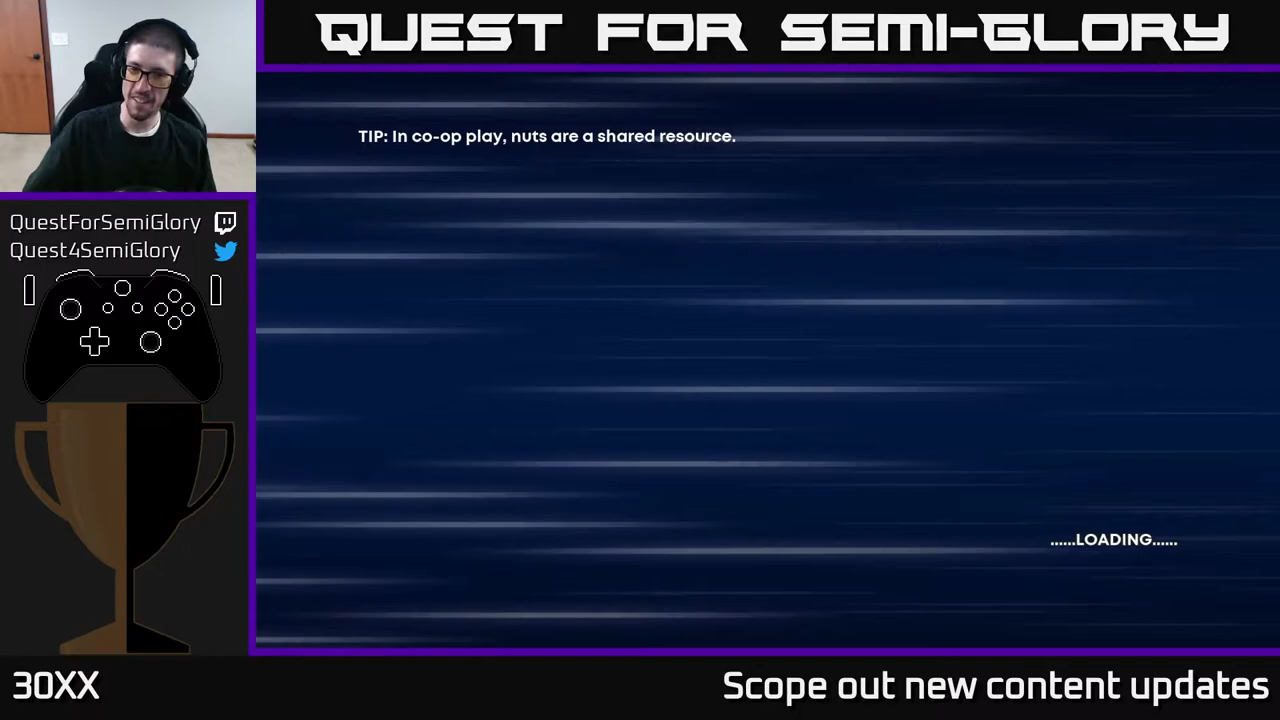 QUEST FOR SEMI-GLORY
TIP: In co-op play, nuts are a shared resource.
QuestForSemiGlory
Quest4SemiGlory
......LOADING......
30XX
Scope out new content updates